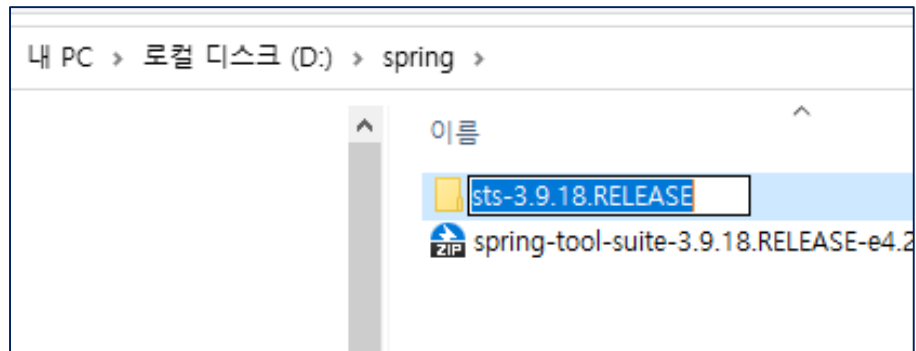 내 PC > 로컬 디스크 (D:) > spring >
이름
sts-3.9.18.RELEASE
ZIP spring-tool-suite-3.9.18.RELEASE-e4.2